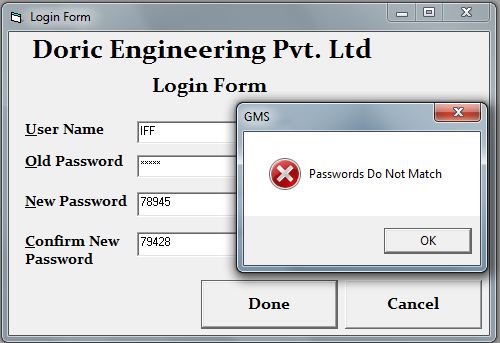 Login Form
Doric Engineering Pvt. Ltd
Login Form
GMS
User Name IFF
Old Password *****
Passwords Do Not Match
New Password 78945
OK
Confirm New
Password 79428
Done Cancel